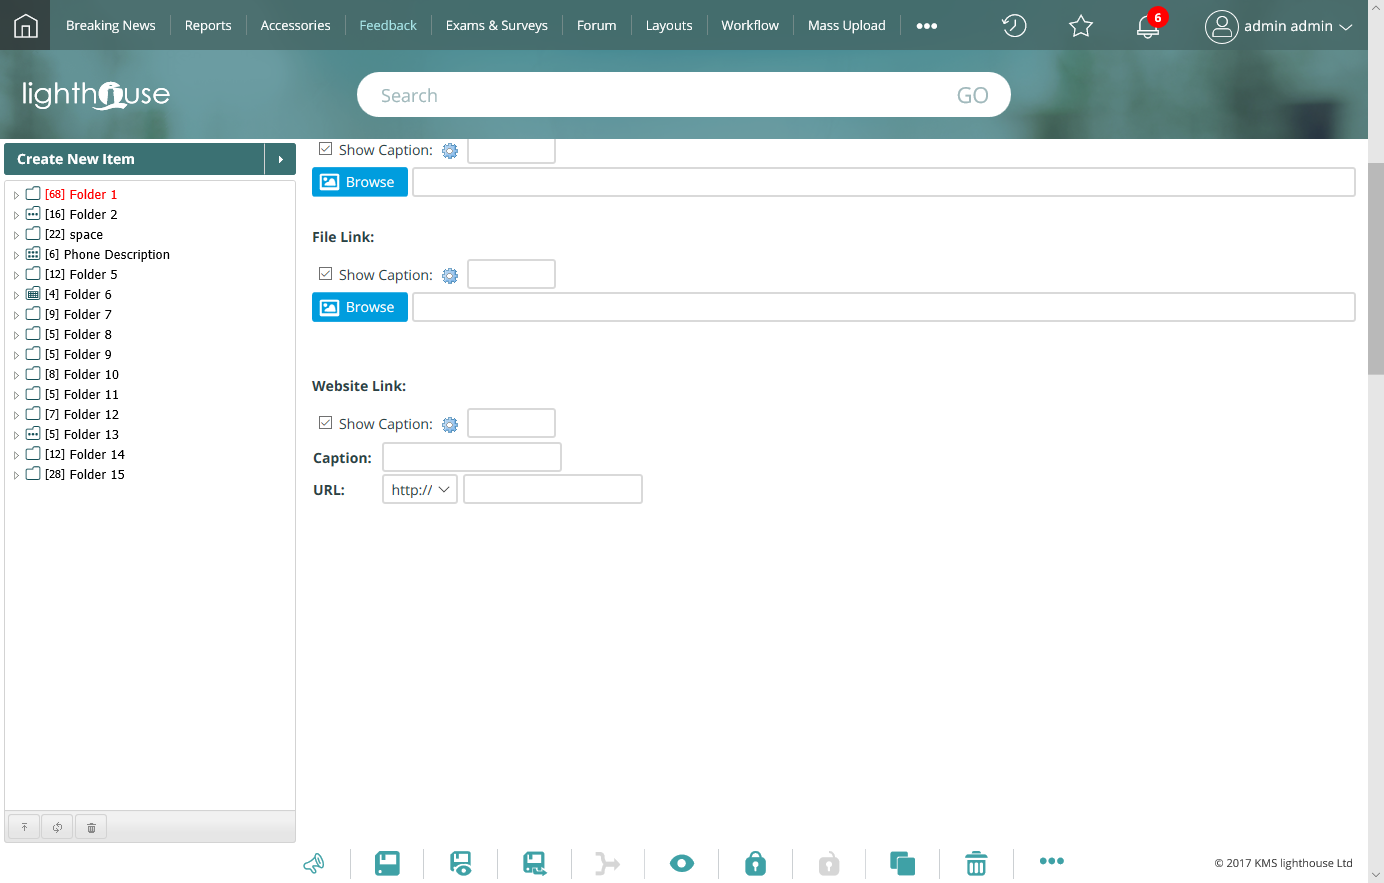 Breaking News Reports Accessories Feedback Exams & Surveys Forum Layouts Workflow Mass Upload 6 admin admin
lighthouse Search GO
Create New Item
[68] Folder 1
[16] Folder 2
[22] space
[6] Phone Description
[12] Folder 5
[4] Folder 6
[9] Folder 7
[5] Folder 8
[5] Folder 9
[8] Folder 10
[5] Folder 11
[7] Folder 12
[5] Folder 13
[12] Folder 14
[28] Folder 15
Show Caption:
Browse
File Link:
Show Caption:
Browse
Website Link:
Show Caption:
Caption:
URL: http://
© 2017 KMS lighthouse Ltd